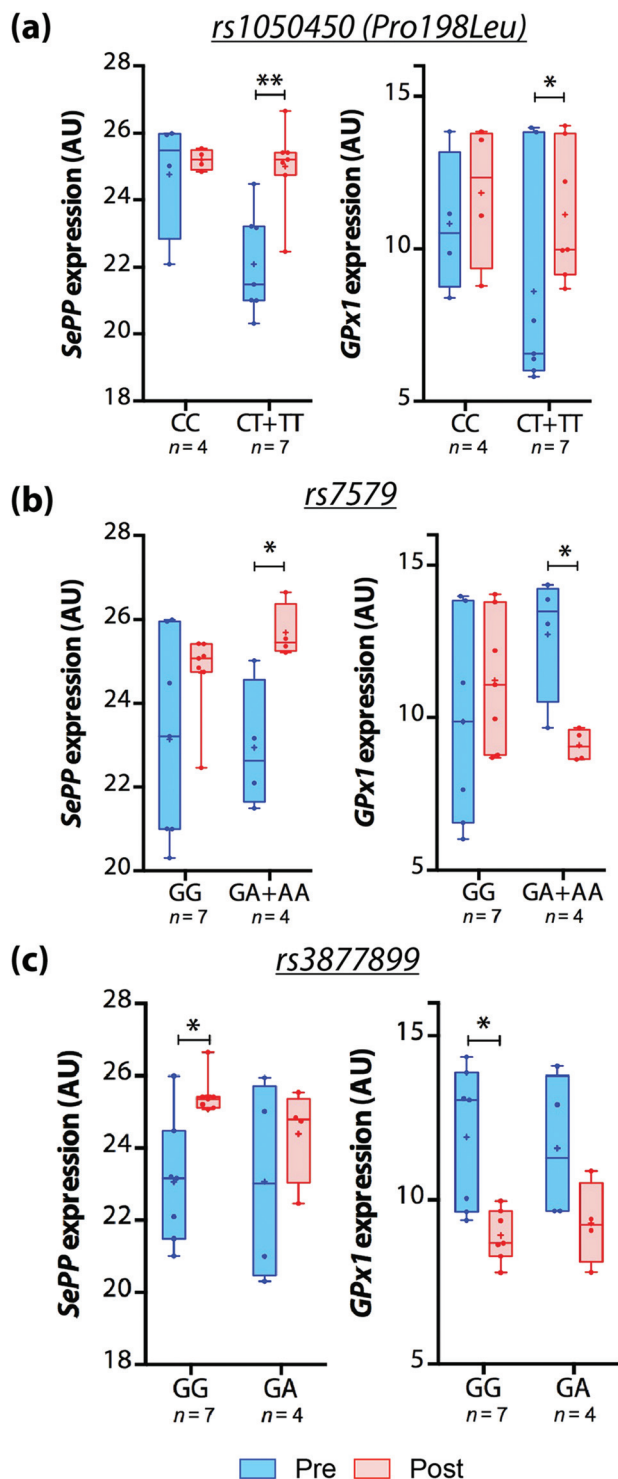 (a)
rs1050450 (Pro198Leu)
SePP expression (AU)
28
26
24
22
20
18
**
CC
n = 4
CT+TT
n = 7
GPx1 expression (AU)
15
10
5
*
CC
n = 4
CT+TT
n = 7
(b)
rs7579
SePP expression (AU)
28
26
24
22
20
*
GG
n = 7
GA+AA
n = 4
GPx1 expression (AU)
15
10
5
*
GG
n = 7
GA+AA
n = 4
(c)
rs3877899
SePP expression (AU)
28
26
24
22
20
18
*
GG
n = 7
GA
n = 4
GPx1 expression (AU)
15
10
5
*
GG
n = 7
GA
n = 4
Pre Post